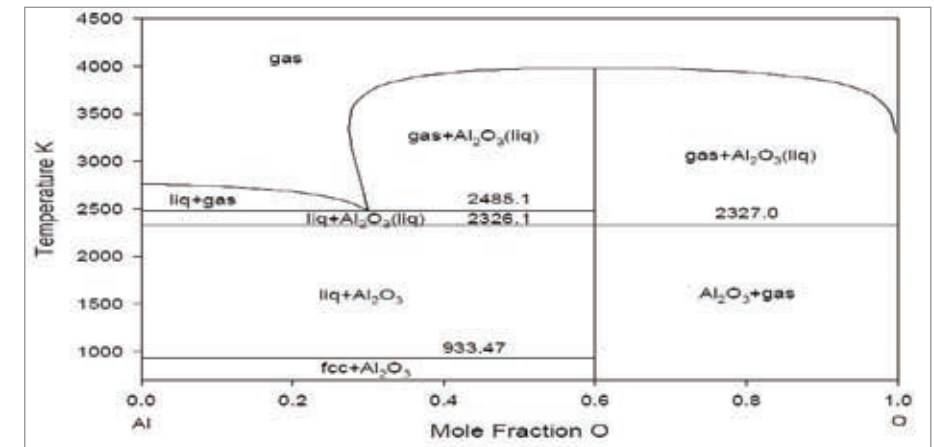 4500
gas
4000
3500
gas+Al₂O₃(liq)
gas+Al₂O₃(liq)
3000
liq+gas
2485.1
2500
liq+Al₂O₃(liq)
2326.1
2327.0
2000
1500
liq+Al₂O₃
Al₂O₃+gas
1000
933.47
fcc+Al₂O₃
Temperature K
0.0
0.2
0.4
0.6
0.8
1.0
Al
Mole Fraction O
O